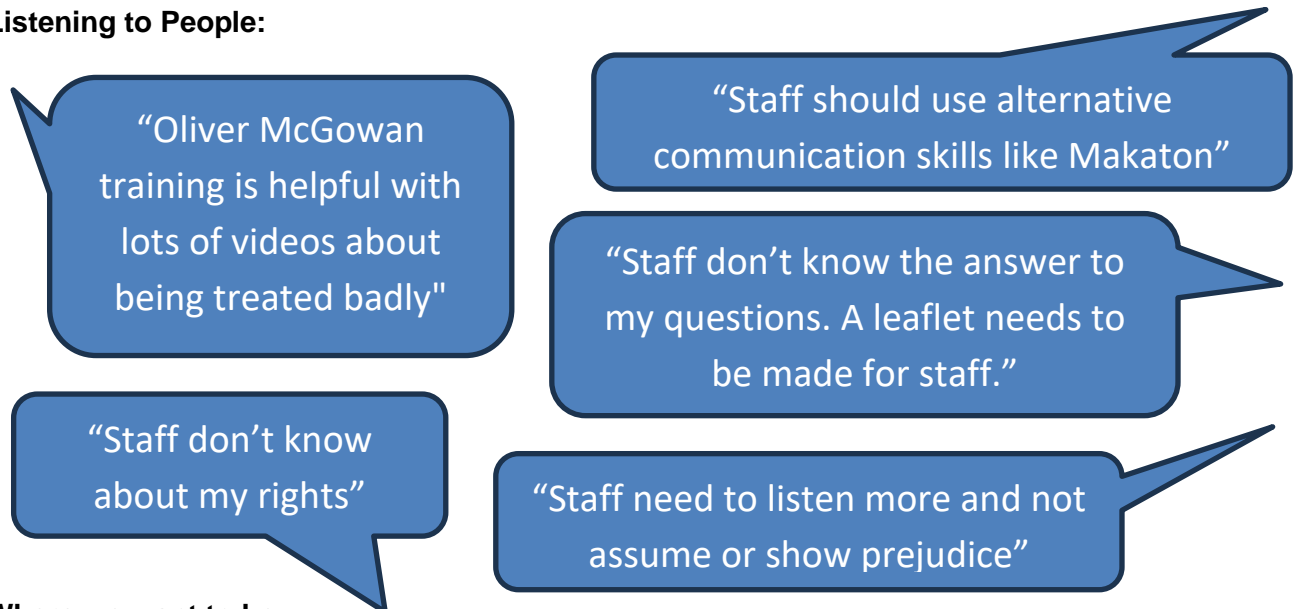 Listening to People:
“Oliver McGowan
training is helpful with
lots of videos about
being treated badly"
“Staff should use alternative
communication skills like Makaton”
“Staff don’t know the answer to
my questions. A leaflet needs to
be made for staff.”
“Staff don’t know
about my rights”
“Staff need to listen more and not
assume or show prejudice”